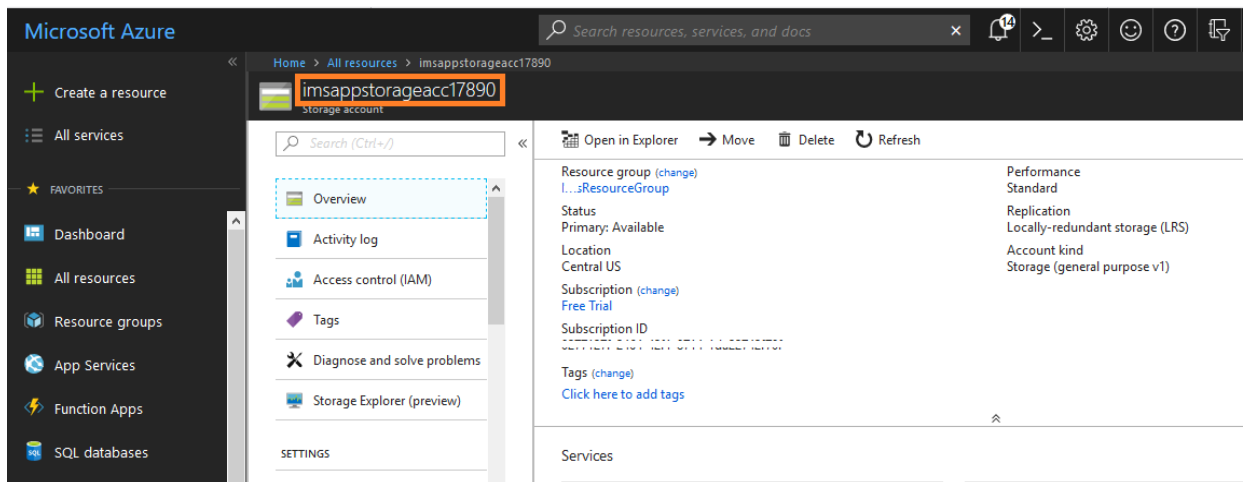 Microsoft Azure
Search resources, services, and docs
14
Home > All resources > imsappstorageacc17890
imsappstorageacc17890
Storage account
Create a resource
All services
FAVORITES
Dashboard
All resources
Resource groups
App Services
Function Apps
SQL databases
SQL
Search (Ctrl+/)
Overview
Activity log
Access control (IAM)
Tags
Diagnose and solve problems
Storage Explorer (preview)
SETTINGS
Open in Explorer Move Delete Refresh
Resource group (change)
I...sResourceGroup
Status
Primary: Available
Location
Central US
Subscription (change)
Free Trial
Subscription ID
Tags (change)
Click here to add tags
Performance
Standard
Replication
Locally-redundant storage (LRS)
Account kind
Storage (general purpose v1)
Services